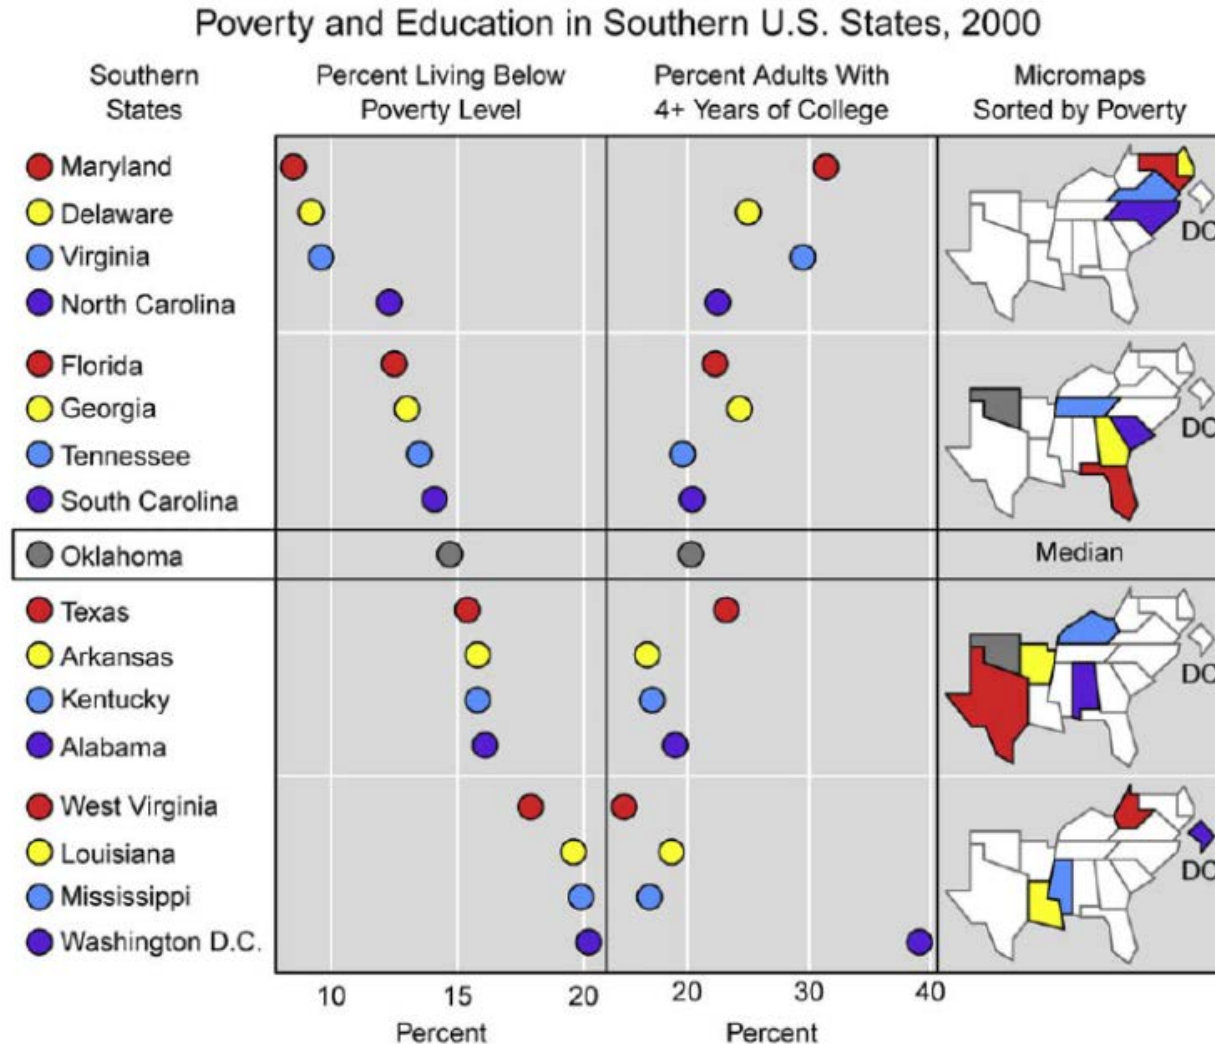 Poverty and Education in Southern U.S. States, 2000
Southern
States
Percent Living Below
Poverty Level
Percent Adults With
4+ Years of College
Micromaps
Sorted by Poverty
Maryland
Delaware
Virginia
North Carolina
DC
Florida
Georgia
Tennessee
South Carolina
DC
Oklahoma
Median
Texas
Arkansas
Kentucky
Alabama
DC
West Virginia
Louisiana
Mississippi
Washington D.C.
DC
10 15 20 20 30 40
Percent Percent